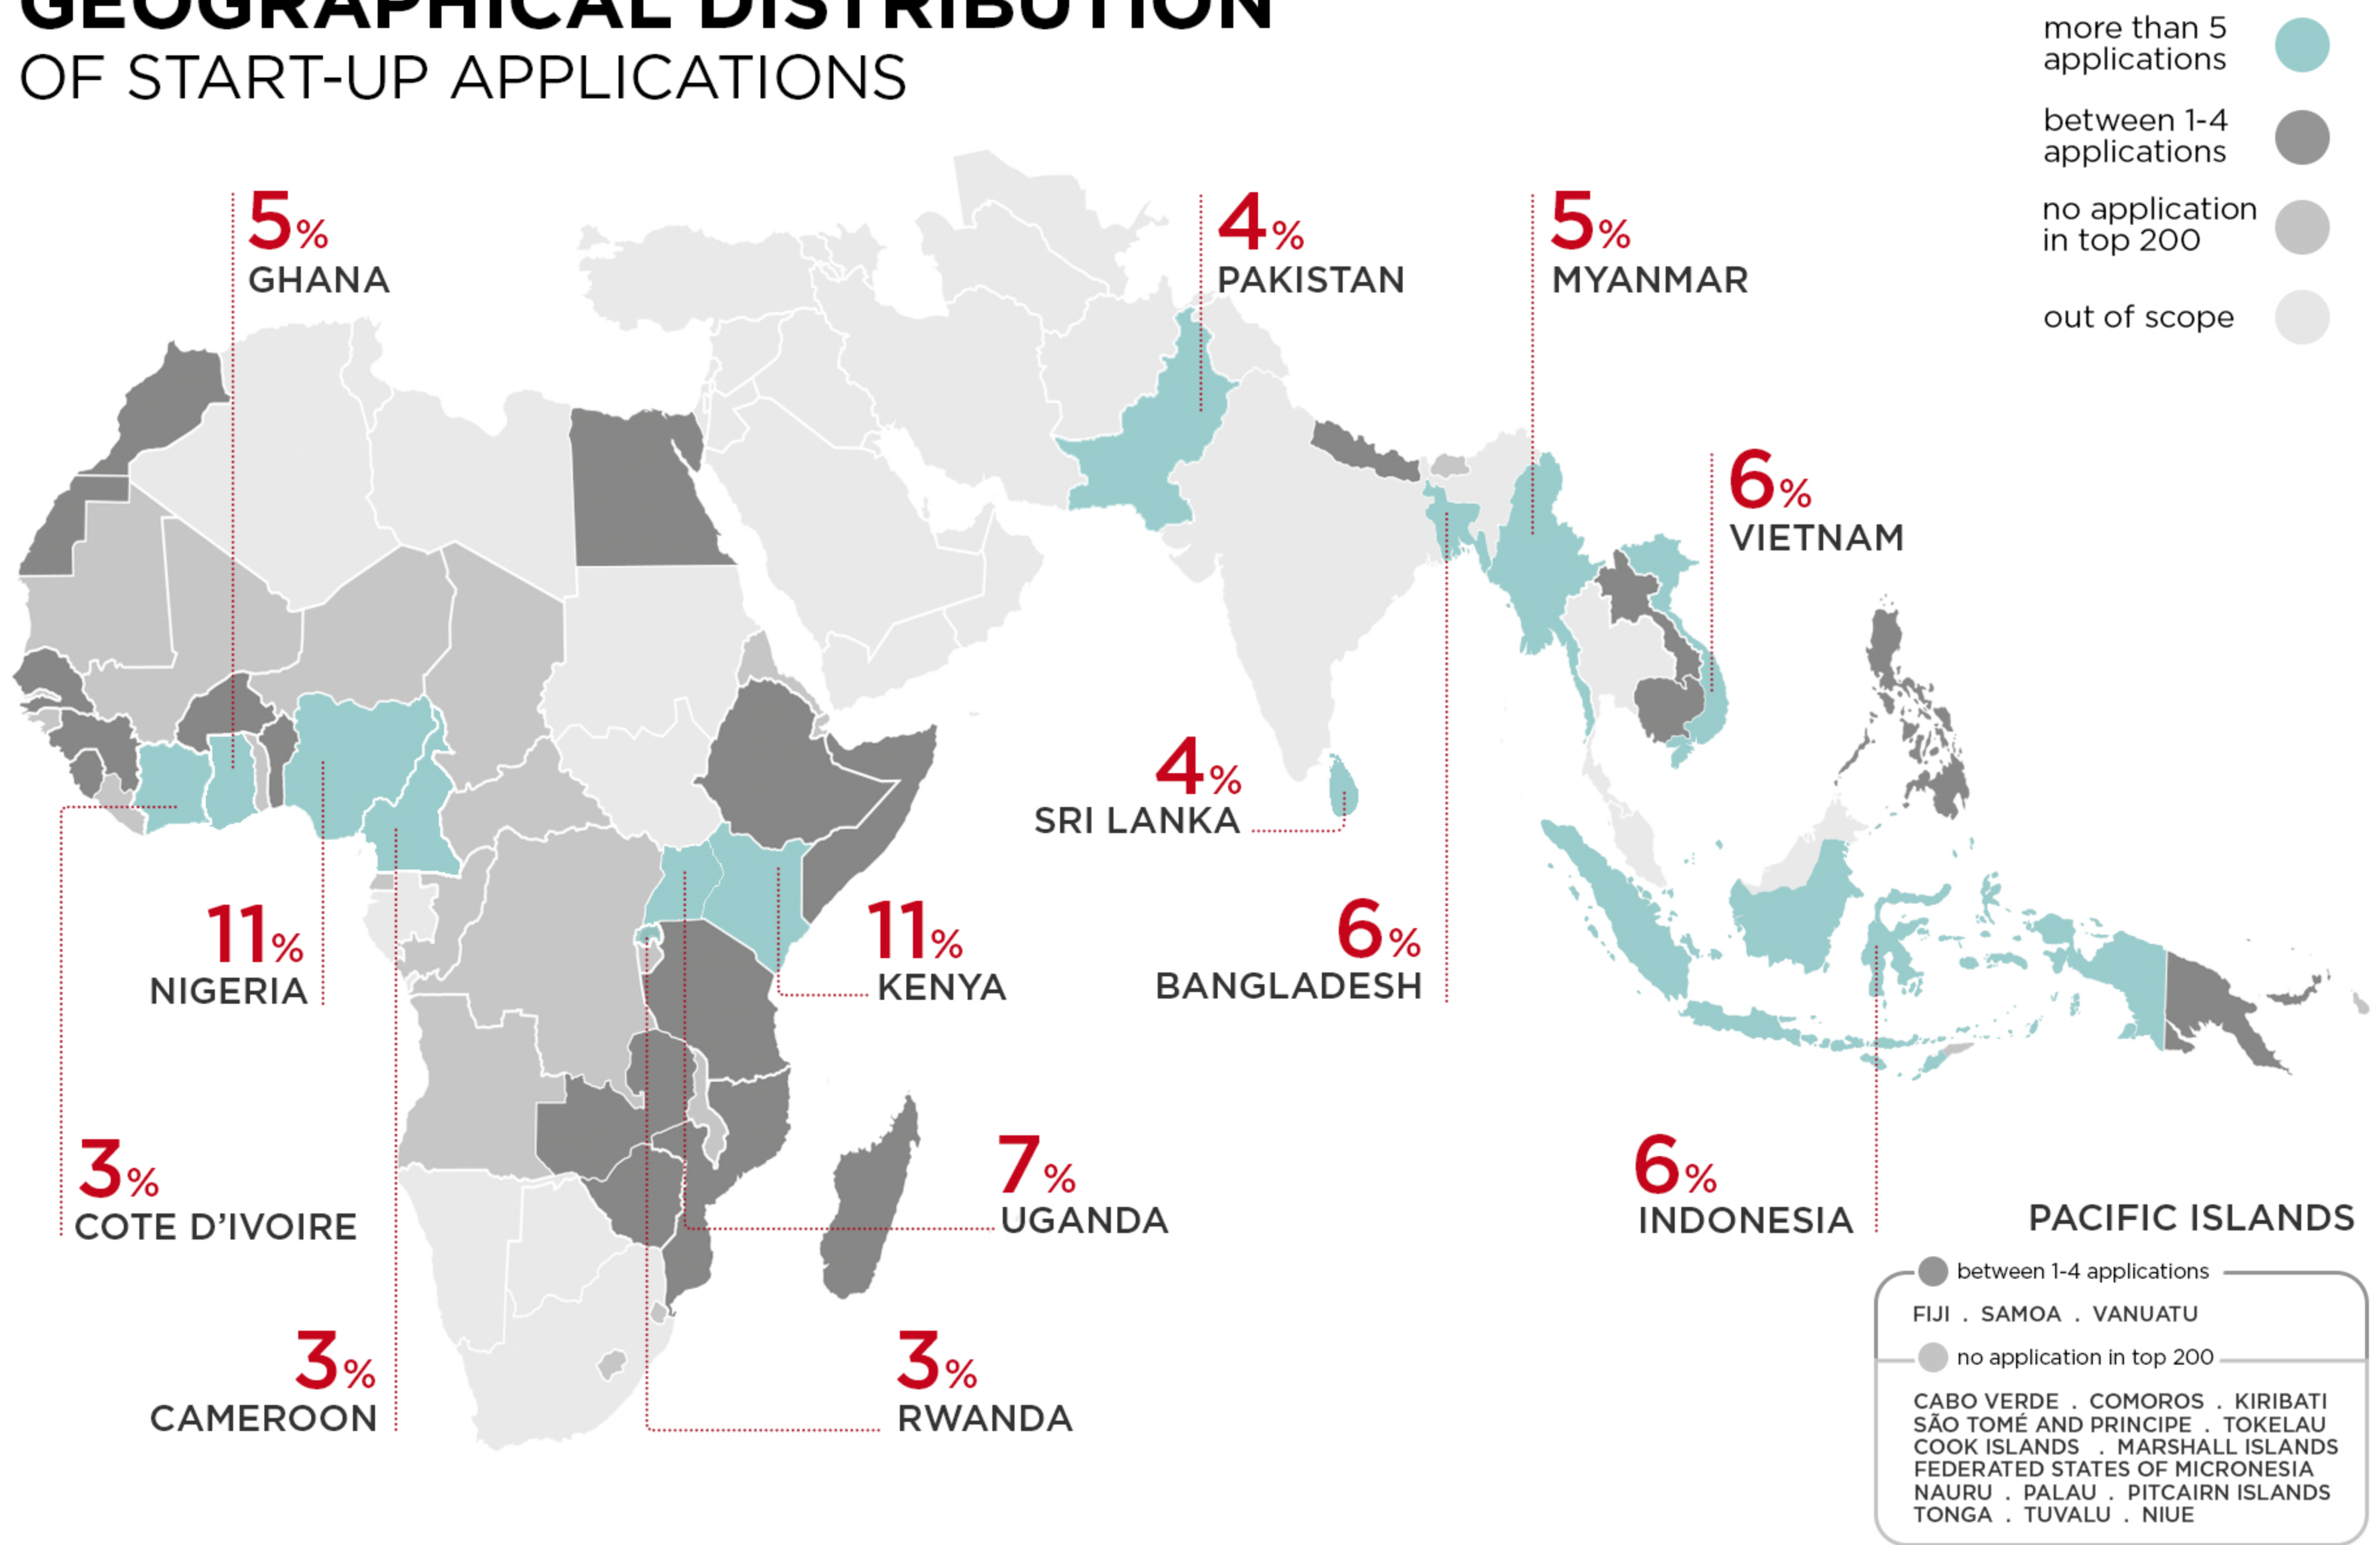 GEOGRAPHICAL DISTRIBUTION
OF START-UP APPLICATIONS
more than 5
applications
between 1-4
applications
no application
in top 200
out of scope
5%
GHANA
4%
PAKISTAN
5%
MYANMAR
6%
VIETNAM
4%
SRI LANKA
11%
NIGERIA
11%
KENYA
6%
BANGLADESH
3%
COTE D'IVOIRE
7%
UGANDA
6%
INDONESIA
3%
CAMEROON
3%
RWANDA
PACIFIC ISLANDS
between 1-4 applications
FIJI . SAMOA . VANUATU
no application in top 200
CABO VERDE . COMOROS . KIRIBATI
SÃO TOMÉ AND PRINCIPE . TOKELAU
COOK ISLANDS . MARSHALL ISLANDS
FEDERATED STATES OF MICRONESIA
NAURU . PALAU . PITCAIRN ISLANDS
TONGA . TUVALU . NIUE